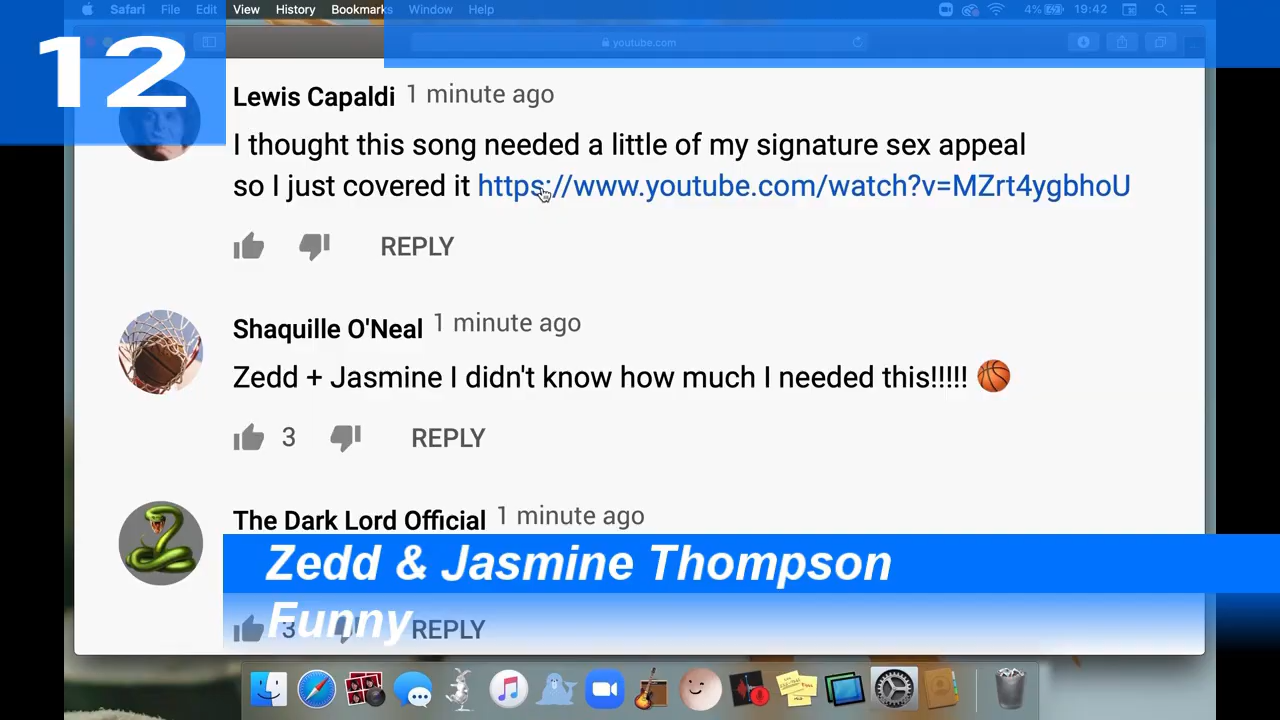 Safari File Edit View History Bookmarks Window Help 4% 19:42
12
youtube.com
Lewis Capaldi 1 minute ago
I thought this song needed a little of my signature sex appeal
so I just covered it https://www.youtube.com/watch?v=MZrt4ygbhoU
REPLY
Shaquille O'Neal 1 minute ago
Zedd + Jasmine I didn't know how much I needed this!!!!!
3 REPLY
The Dark Lord Official 1 minute ago
Zedd & Jasmine Thompson
Funny
3 REPLY